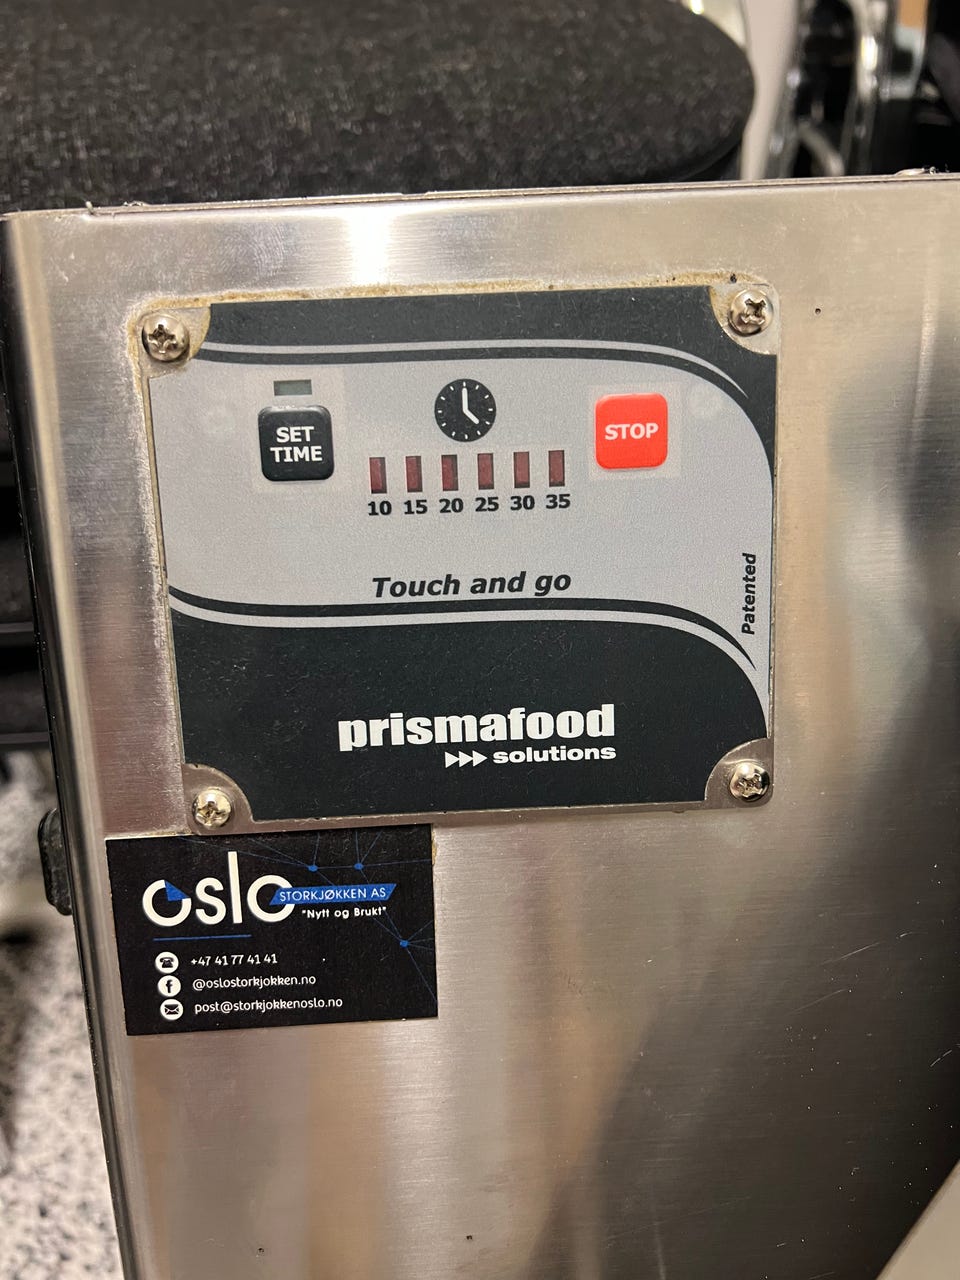 SET
TIME
STOP
10 15 20 25 30 35
Touch and go
Patented
prismafood
solutions
oslo
STORKJØKKEN AS
"Nytt og Brukt"
+47 41 77 41 41
@oslostorkjokken.no
post@storkjokkenoslo.no